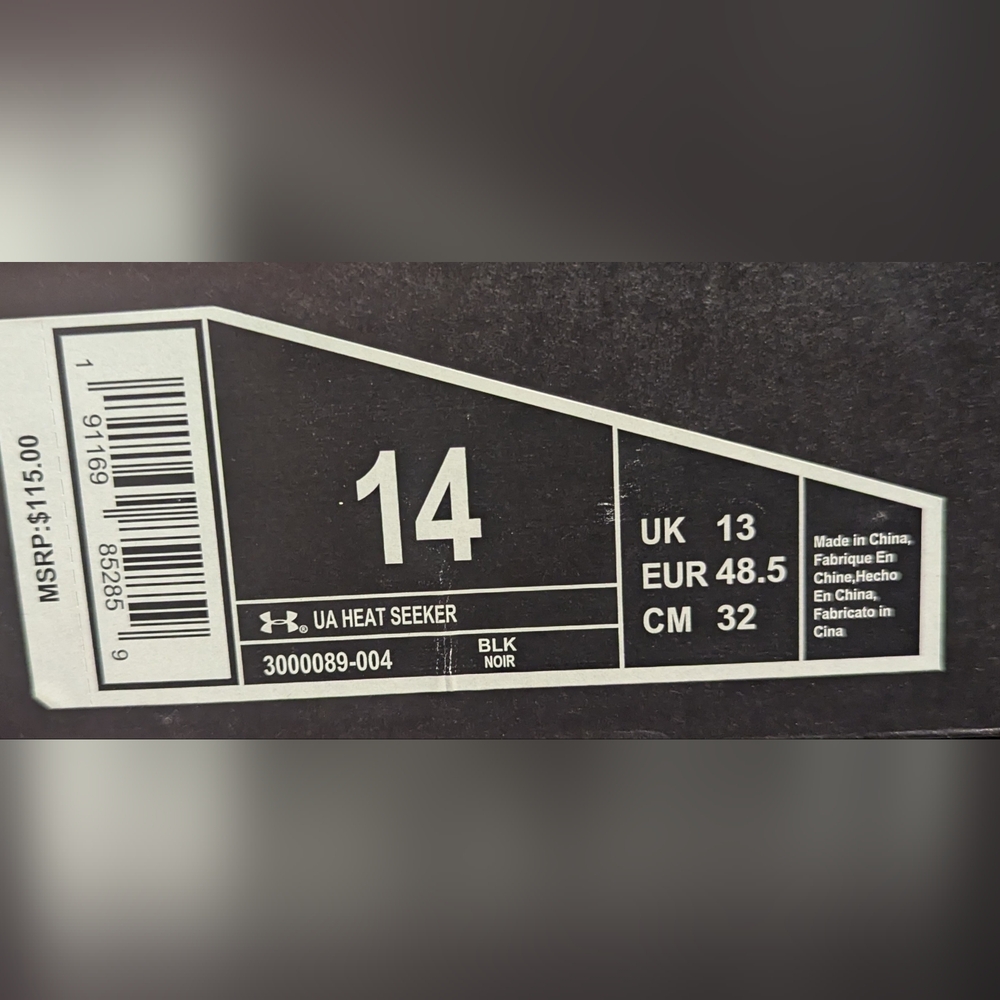 MSRP:$115.00
1 91169 85285 9
14
® UA HEAT SEEKER
3000089-004
BLK
NOIR
UK 13
EUR 48.5
CM 32
Made in China,
Fabrique En
Chine,Hecho
En China,
Fabricato in
Cina